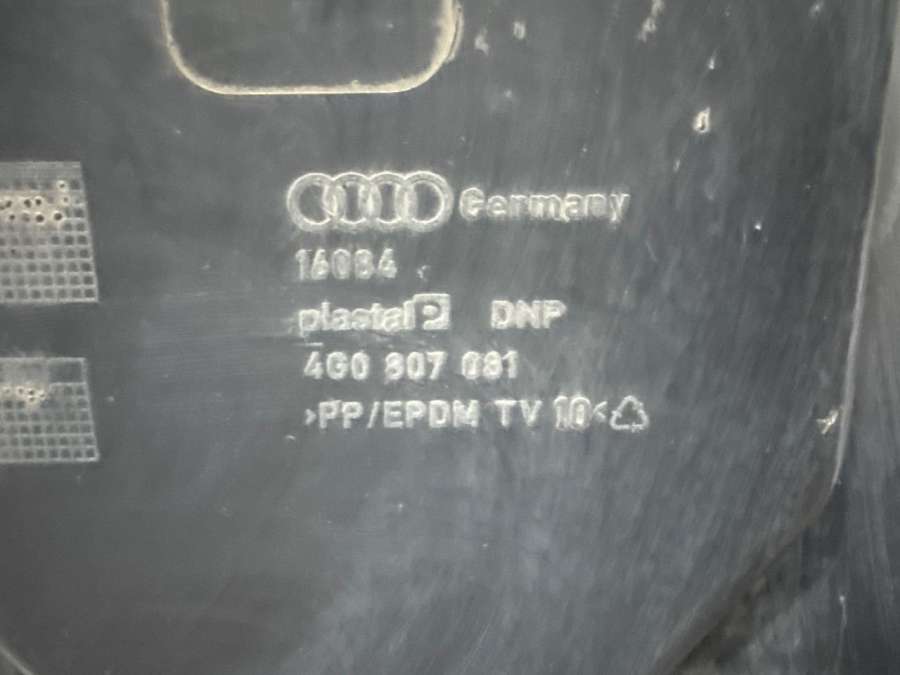 Germany
16084
plastal P DNP
4G0 807 081
>PP/EPDM TV 10<